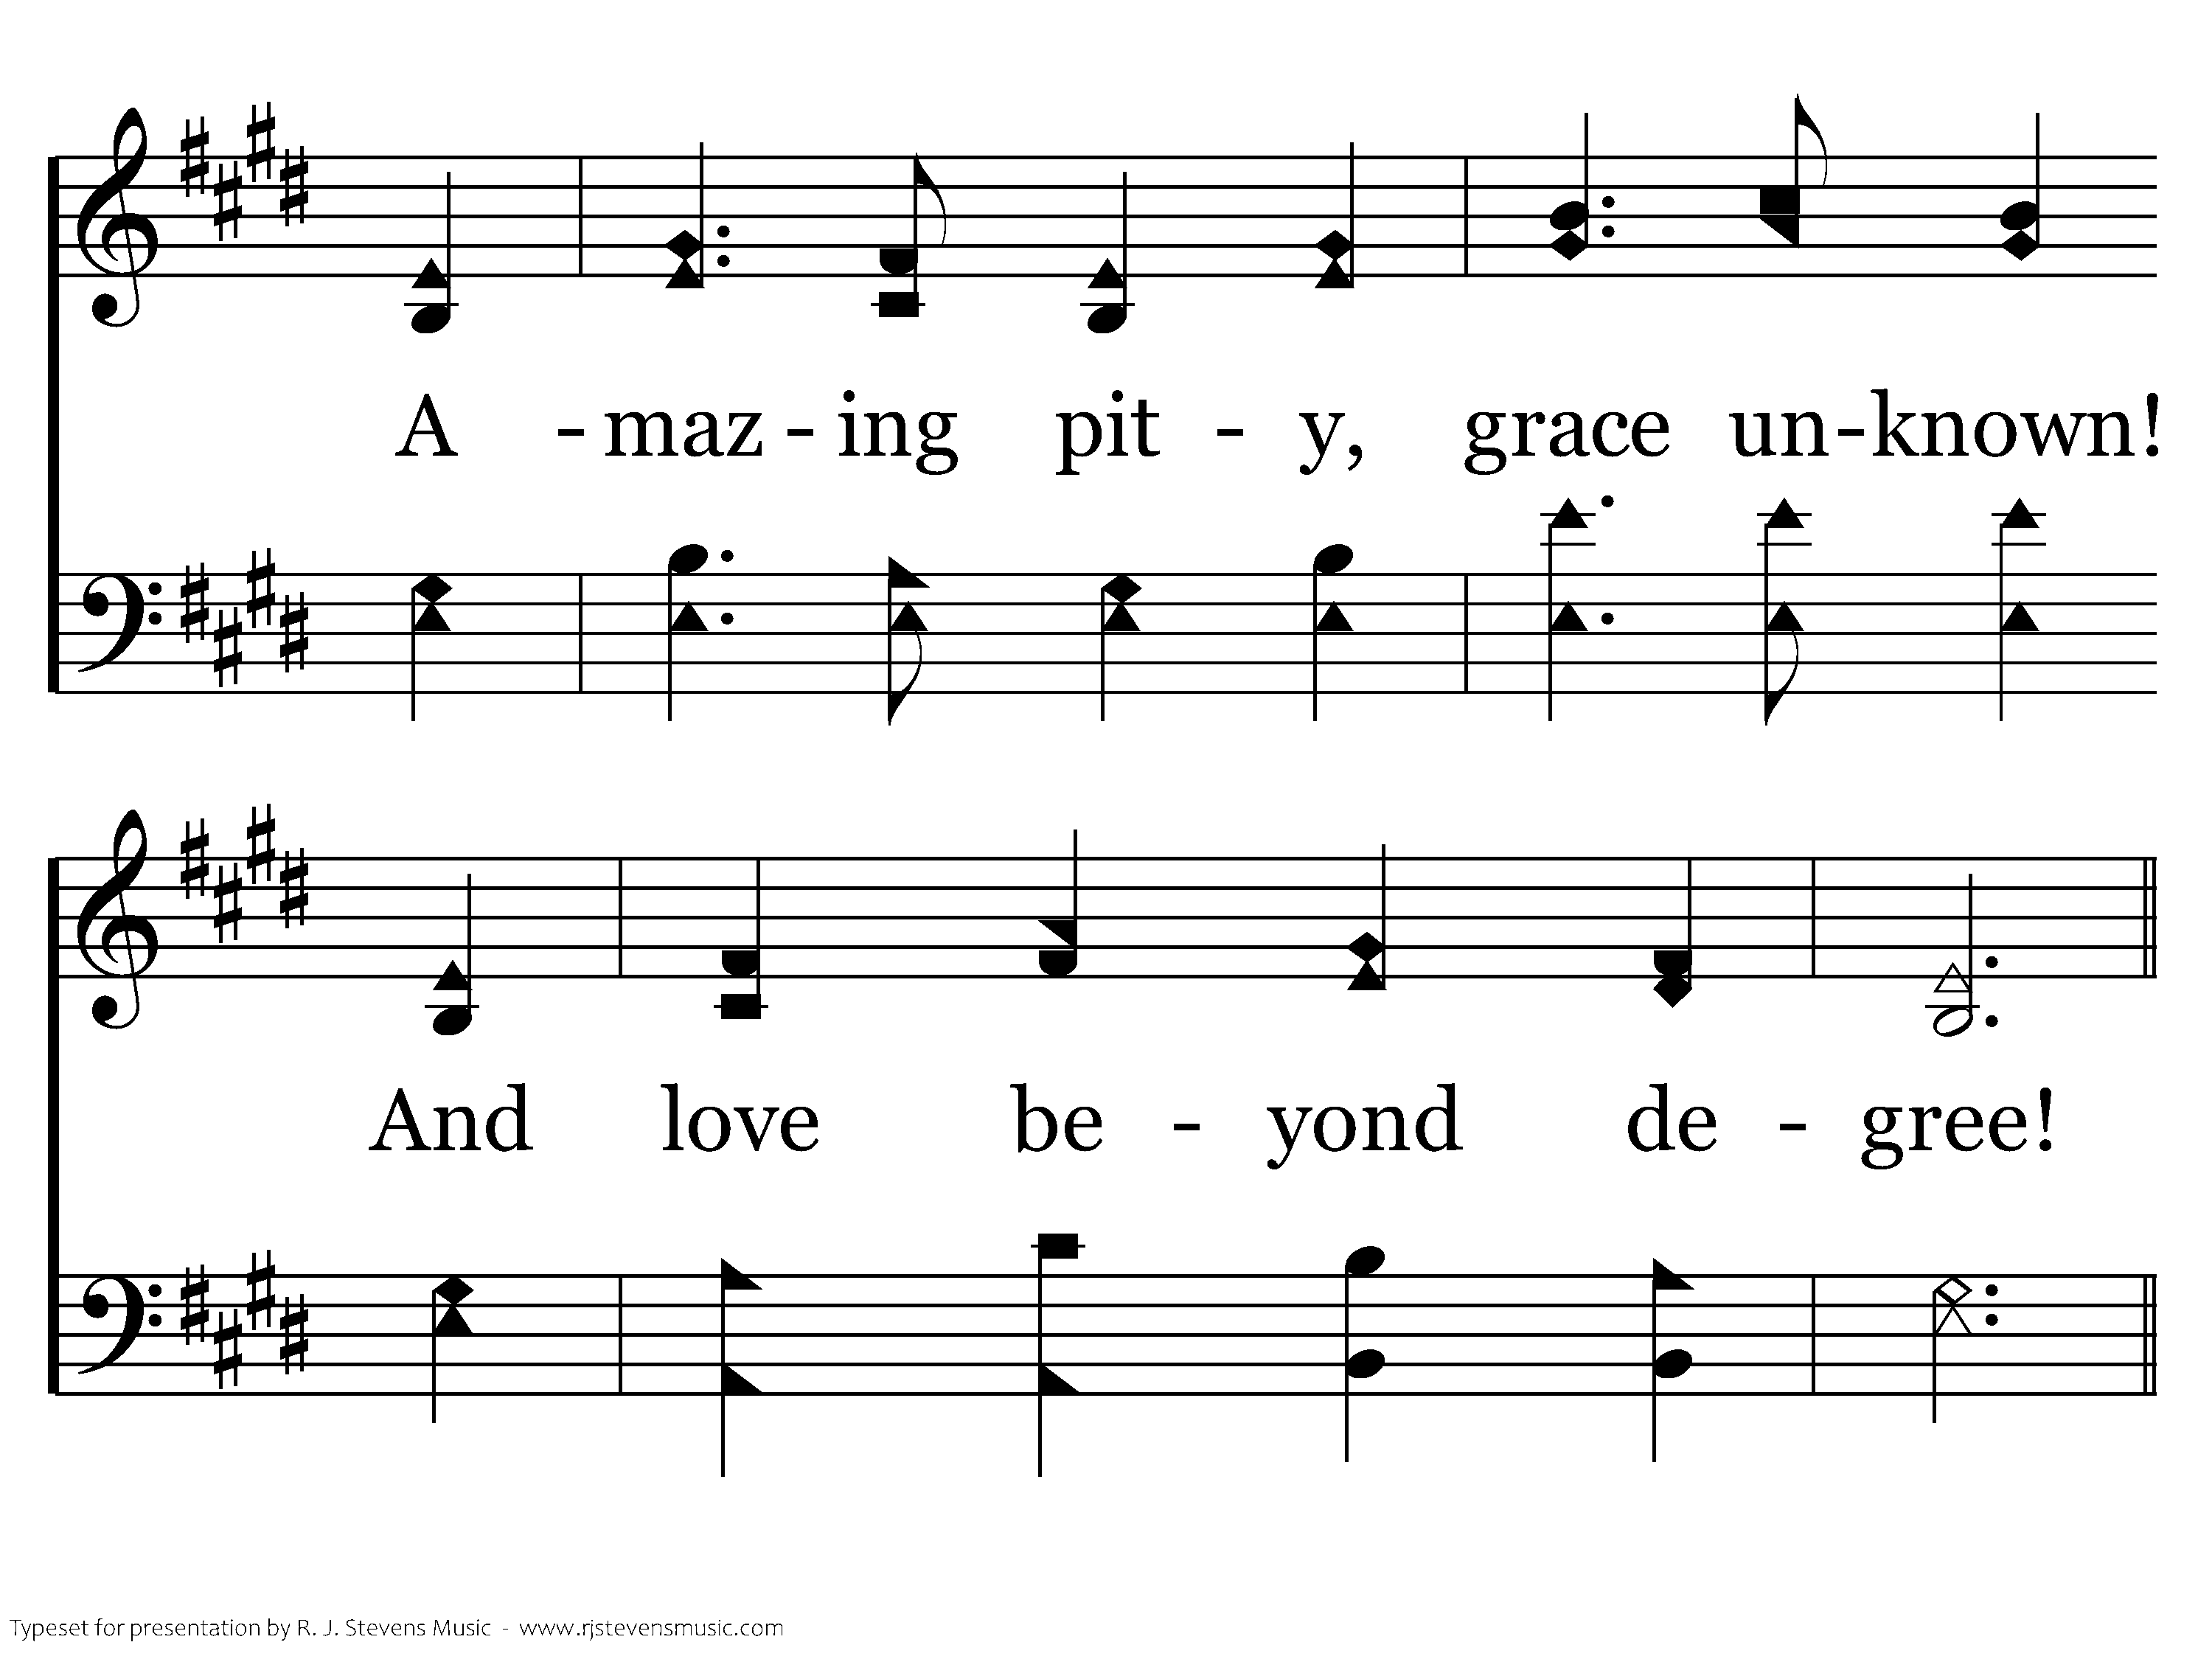 A - maz - ing pit - y, grace un-known!
And love be - yond de - gree!
Typeset for presentation by R. J. Stevens Music - www.rjstevensmusic.com